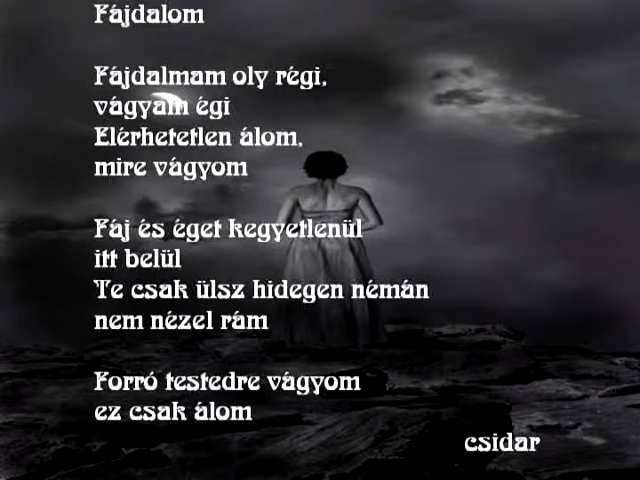 Fájdalom
Fájdalmam oly régi,
vágyam égi
Elérhetetlen álom,
mire vágyom
Fáj és éget kegyetlenül
itt belül
Te csak ülsz hidegen némán
nem nézel rám
Forró testedre vágyom
ez csak álom
csidar